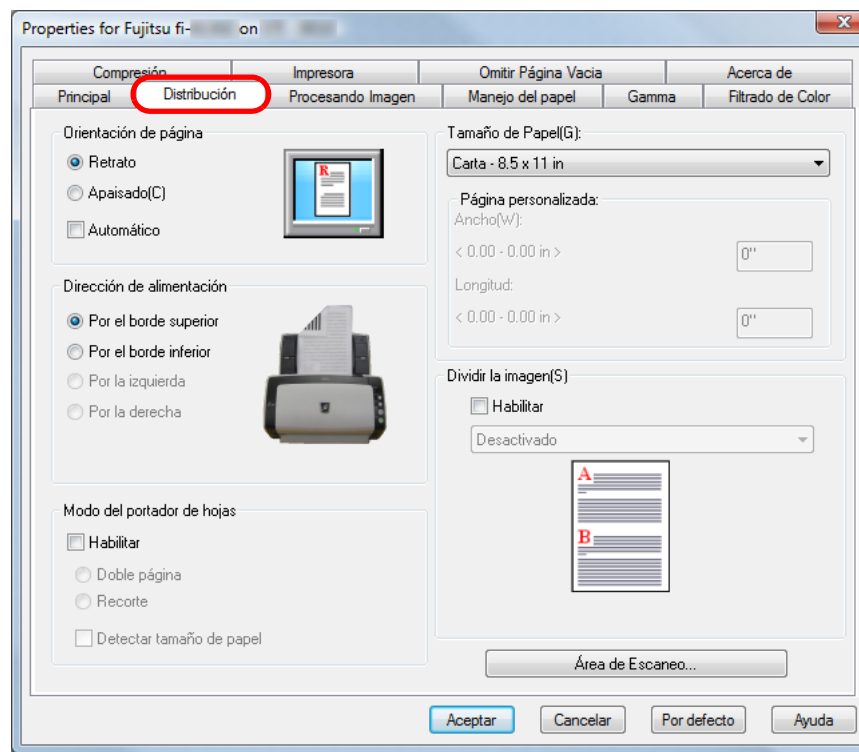 Properties for Fujitsu fi- on
Compresión Impresora Omitir Página Vacia Acerca de
Principal Distribución Procesando Imagen Manejo del papel Gamma Filtrado de Color
Orientación de página
Retrato
Apaisado(C)
Automático
R
Dirección de alimentación
Por el borde superior
Por el borde inferior
Por la izquierda
Por la derecha
Modo del portador de hojas
Habilitar
Doble página
Recorte
Detectar tamaño de papel
Tamaño de Papel(G):
Carta - 8.5 x 11 in
Página personalizada:
Ancho(W):
< 0.00 - 0.00 in >
0''
Longitud:
< 0.00 - 0.00 in >
0''
Dividir la imagen(S)
Habilitar
Desactivado
A
B
Área de Escaneo...
Aceptar Cancelar Por defecto Ayuda